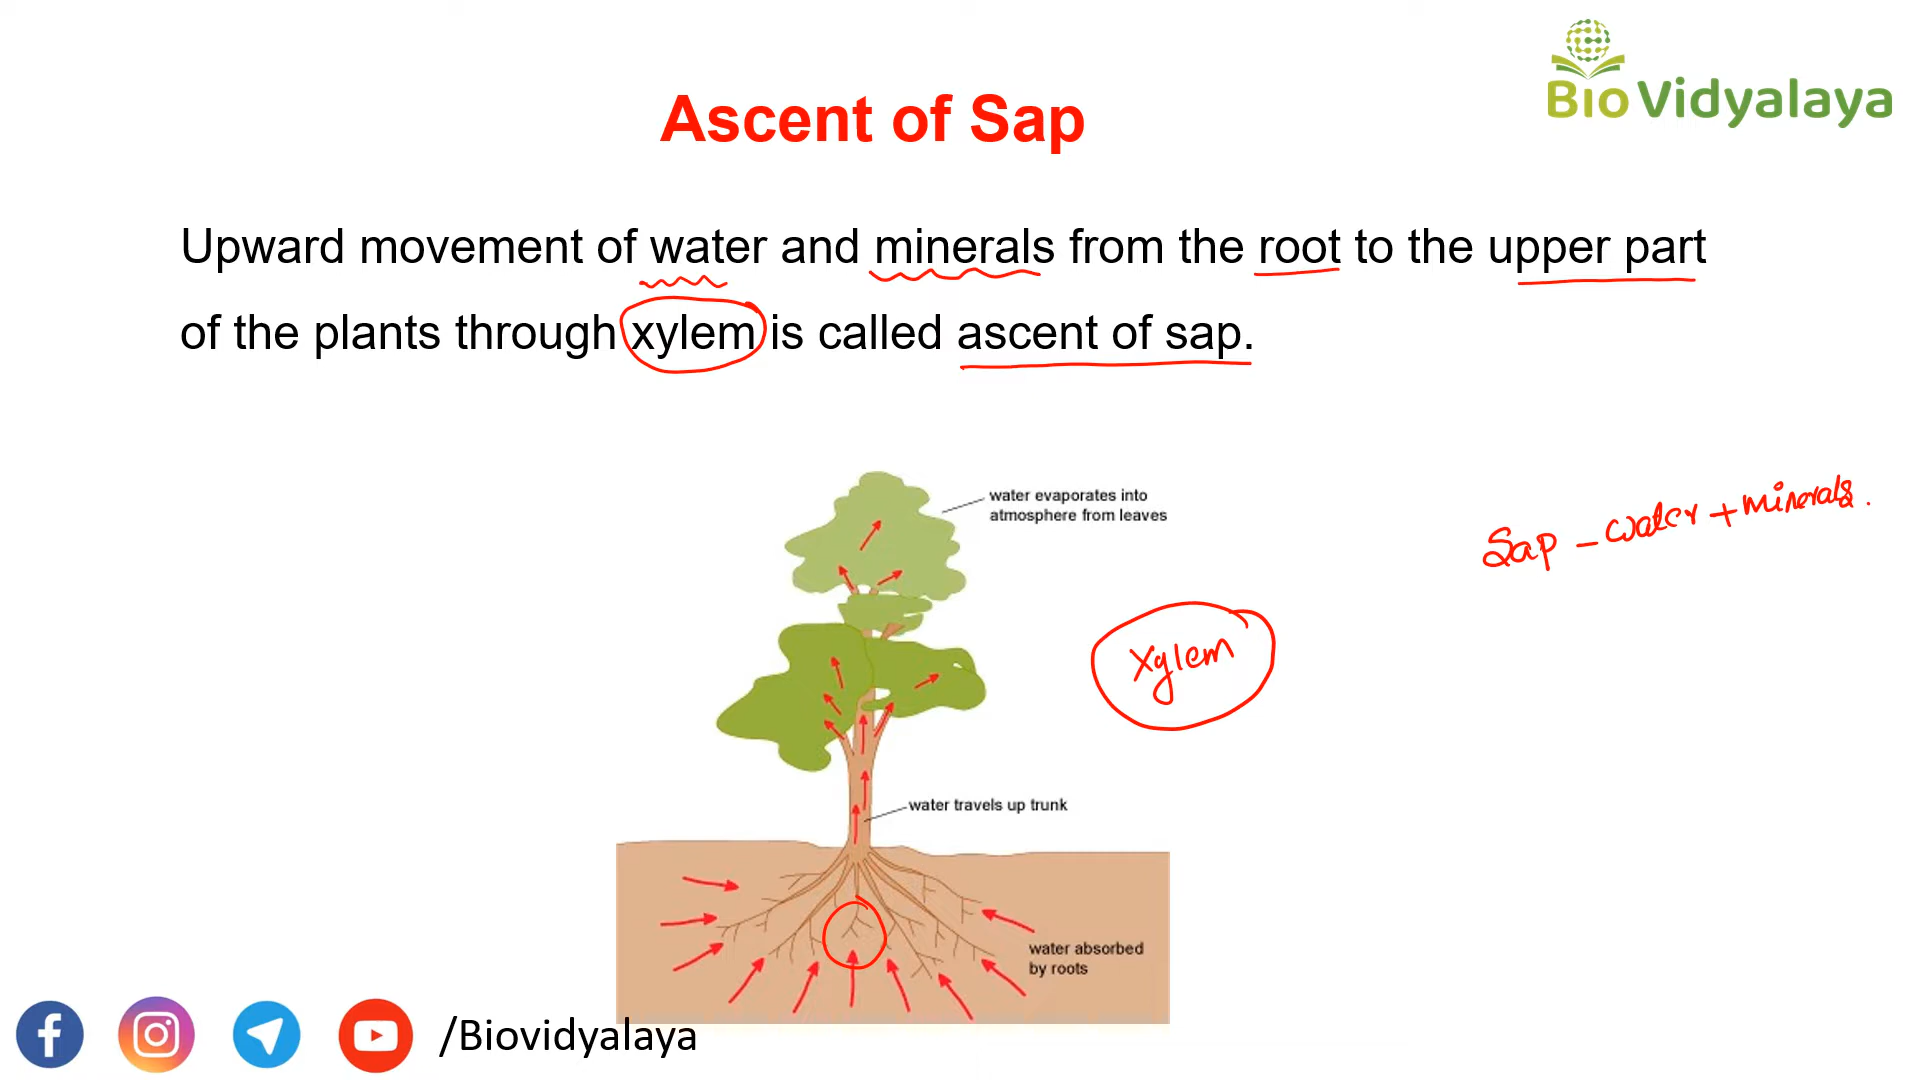 Bio Vidyalaya
Ascent of Sap
Upward movement of water and minerals from the root to the upper part
of the plants through xylem is called ascent of sap.
water evaporates into
atmosphere from leaves
Sap - water + minerals.
Xylem
water travels up trunk
water absorbed
by roots
/Biovidyalaya